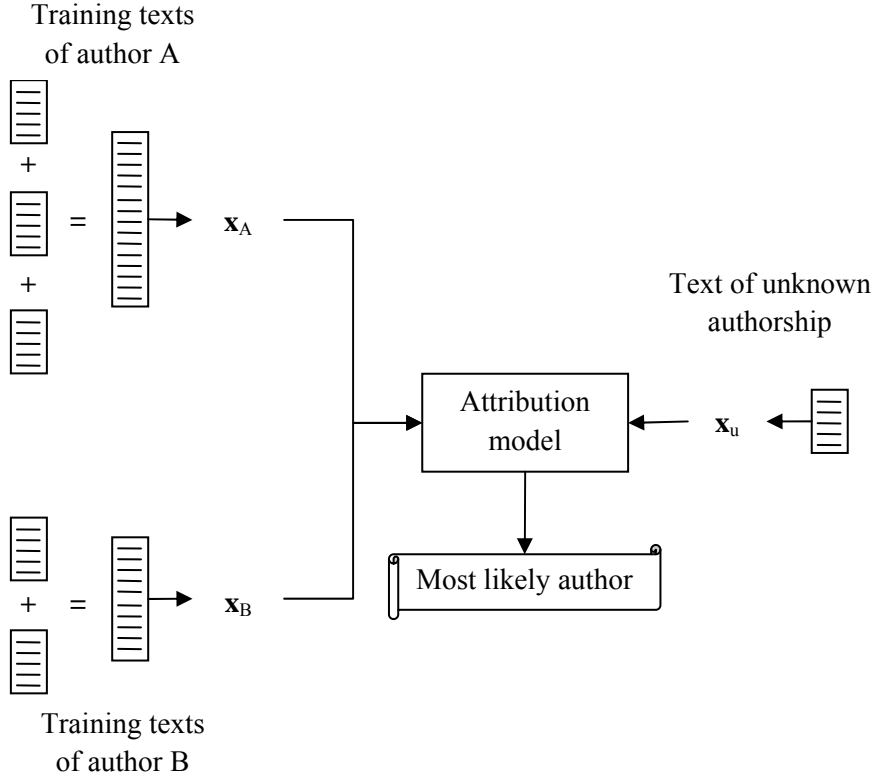 Training texts
of author A
+
=
+
x_A
Text of unknown
authorship
Attribution
model
x_u
Most likely author
+
=
x_B
Training texts
of author B